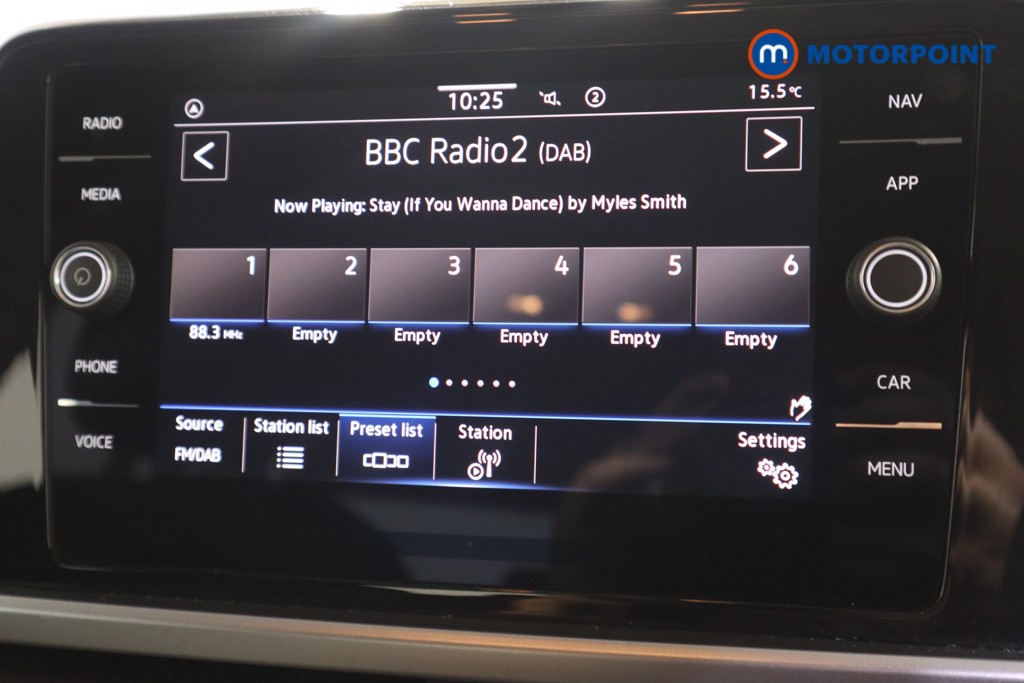 MOTORPOINT
10:25 2 15.5°C
BBC Radio2 (DAB)
Now Playing: Stay (If You Wanna Dance) by Myles Smith
1 2 3 4 5 6
88.3 MHz Empty Empty Empty Empty Empty
Source Station list Preset list Station Settings
FM/DAB
RADIO
MEDIA
PHONE
VOICE
NAV
APP
CAR
MENU